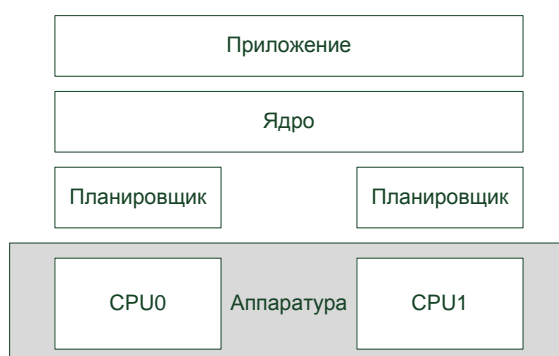 Приложение
Ядро
Планировщик Планировщик
CPU0 Аппаратура CPU1